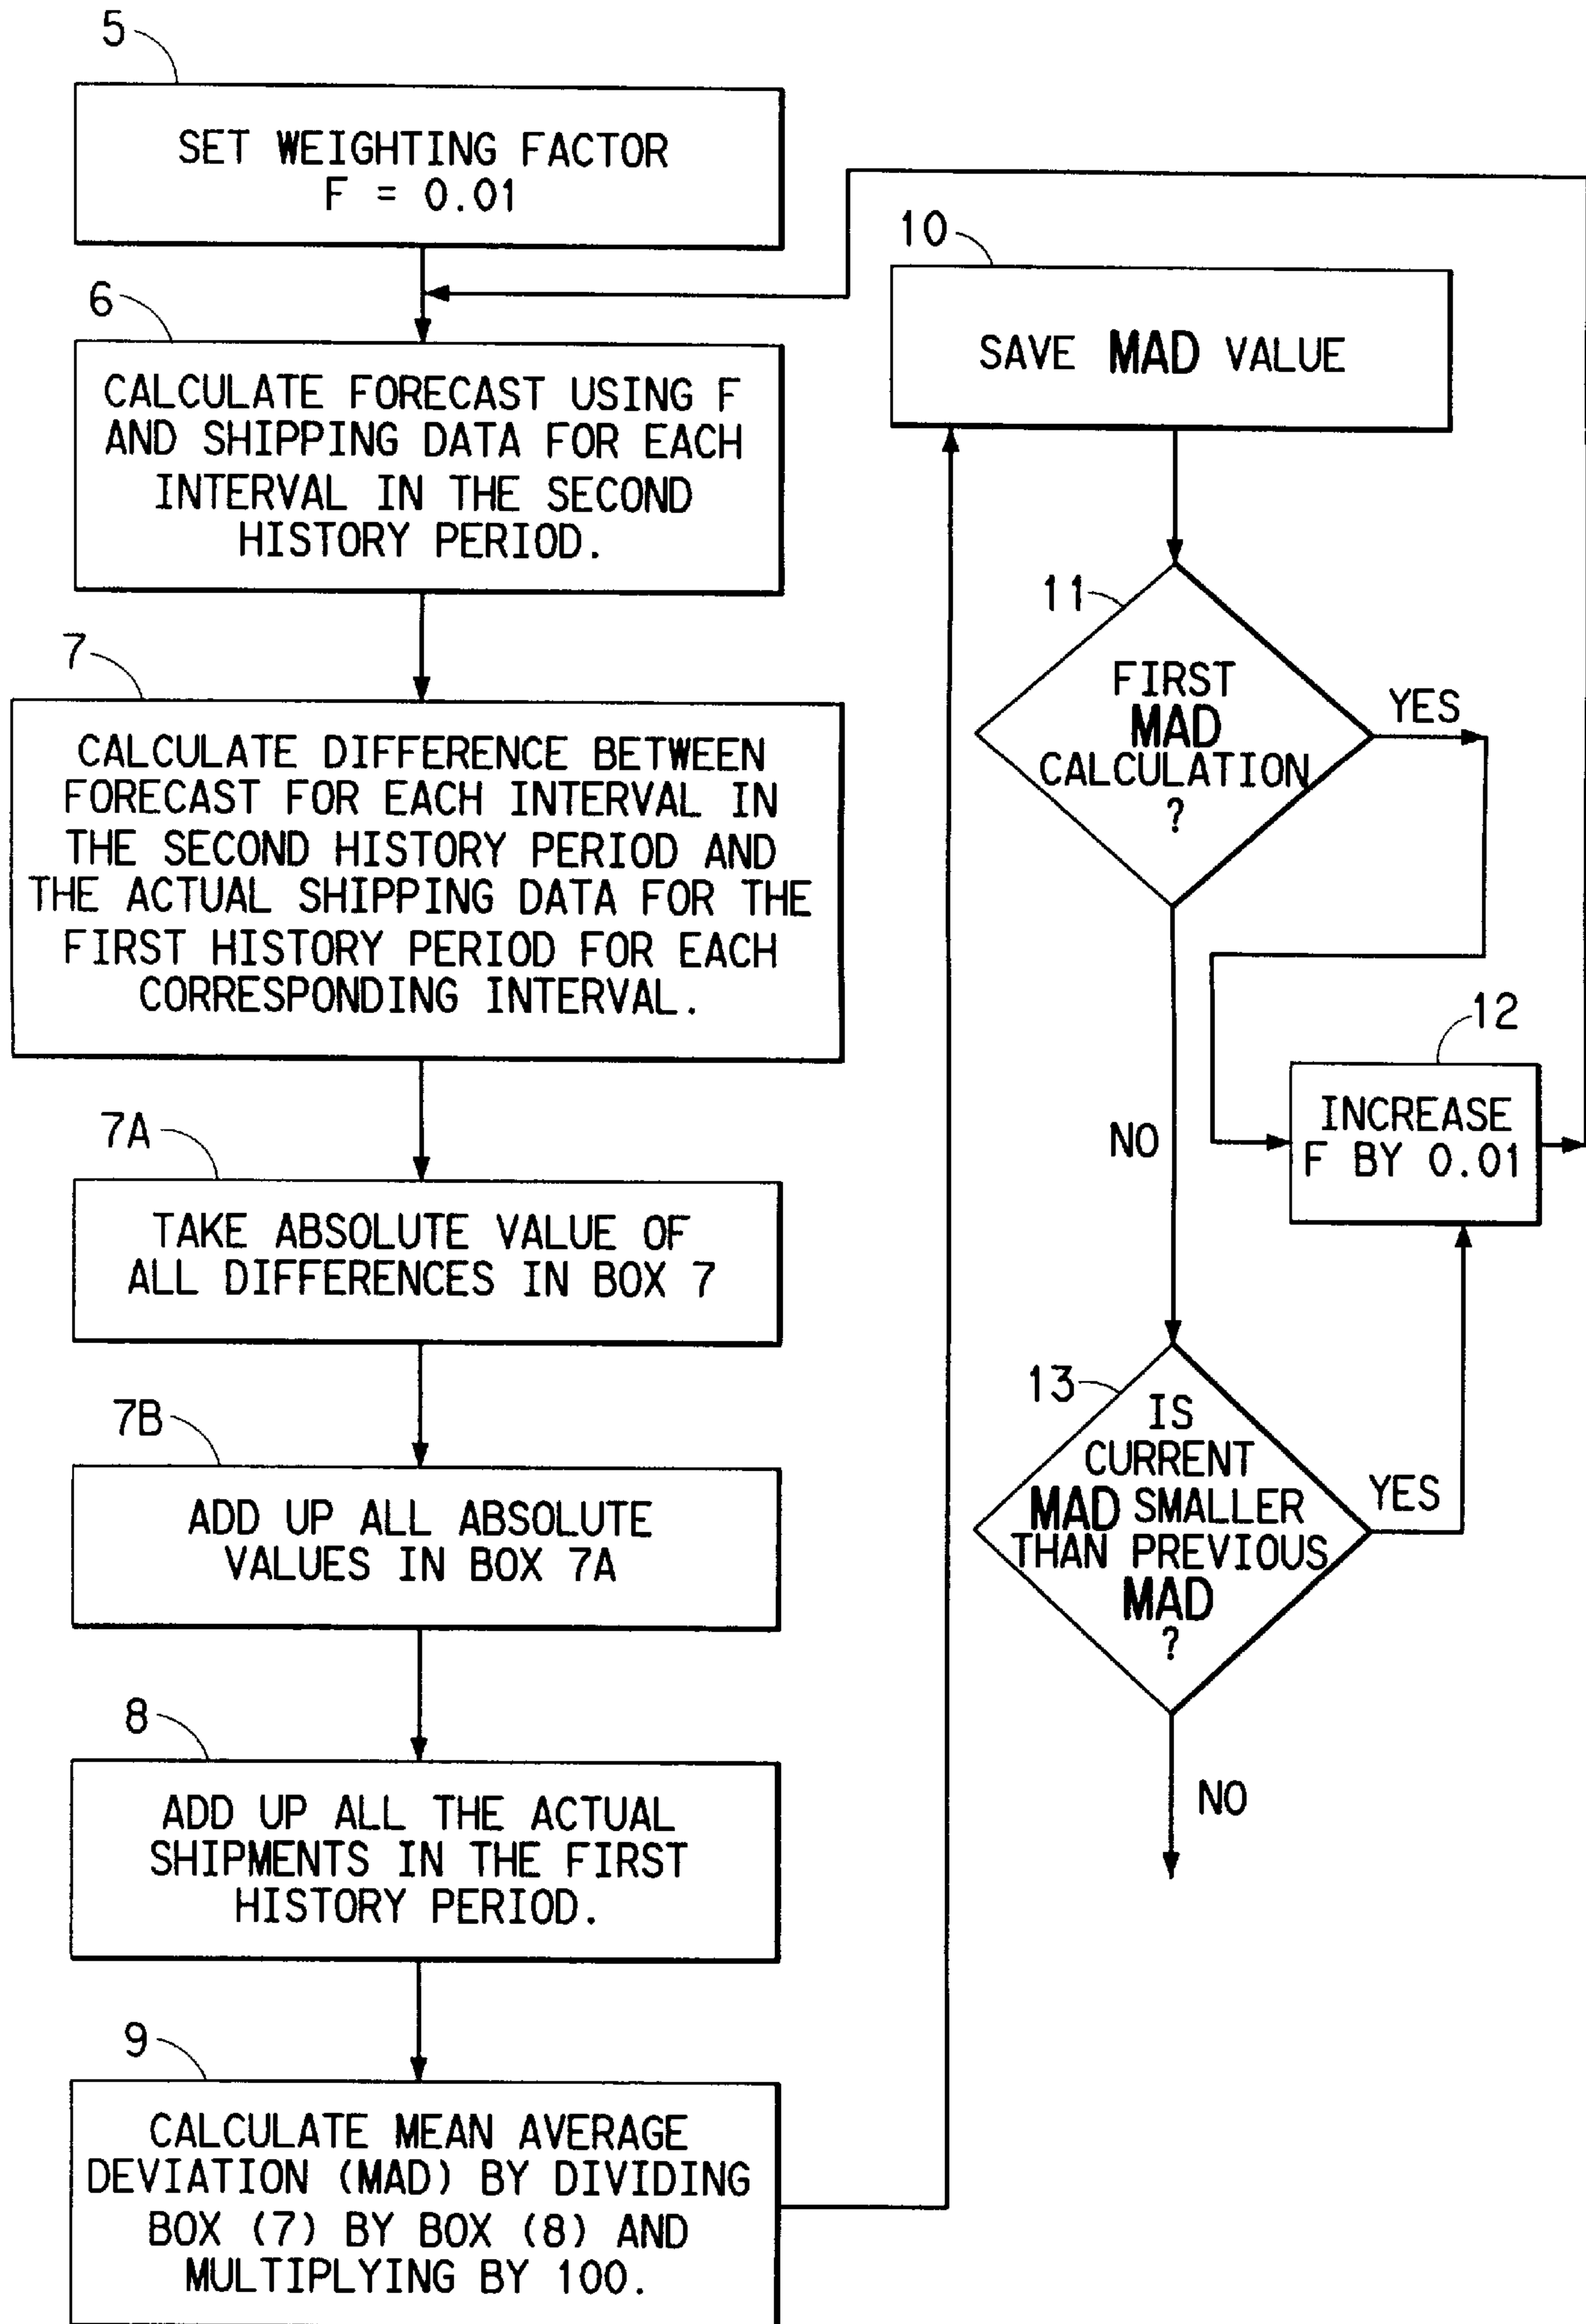 5
SET WEIGHTING FACTOR
F = 0.01
6
CALCULATE FORECAST USING F
AND SHIPPING DATA FOR EACH
INTERVAL IN THE SECOND
HISTORY PERIOD.
7
CALCULATE DIFFERENCE BETWEEN
FORECAST FOR EACH INTERVAL IN
THE SECOND HISTORY PERIOD AND
THE ACTUAL SHIPPING DATA FOR THE
FIRST HISTORY PERIOD FOR EACH
CORRESPONDING INTERVAL.
7A
TAKE ABSOLUTE VALUE OF
ALL DIFFERENCES IN BOX 7
7B
ADD UP ALL ABSOLUTE
VALUES IN BOX 7A
8
ADD UP ALL THE ACTUAL
SHIPMENTS IN THE FIRST
HISTORY PERIOD.
9
CALCULATE MEAN AVERAGE
DEVIATION (MAD) BY DIVIDING
BOX (7) BY BOX (8) AND
MULTIPLYING BY 100.
10
SAVE MAD VALUE
11
FIRST
MAD
CALCULATION
?
YES
NO
12
INCREASE
F BY 0.01
13
IS
CURRENT
MAD SMALLER
THAN PREVIOUS
MAD
?
YES
NO